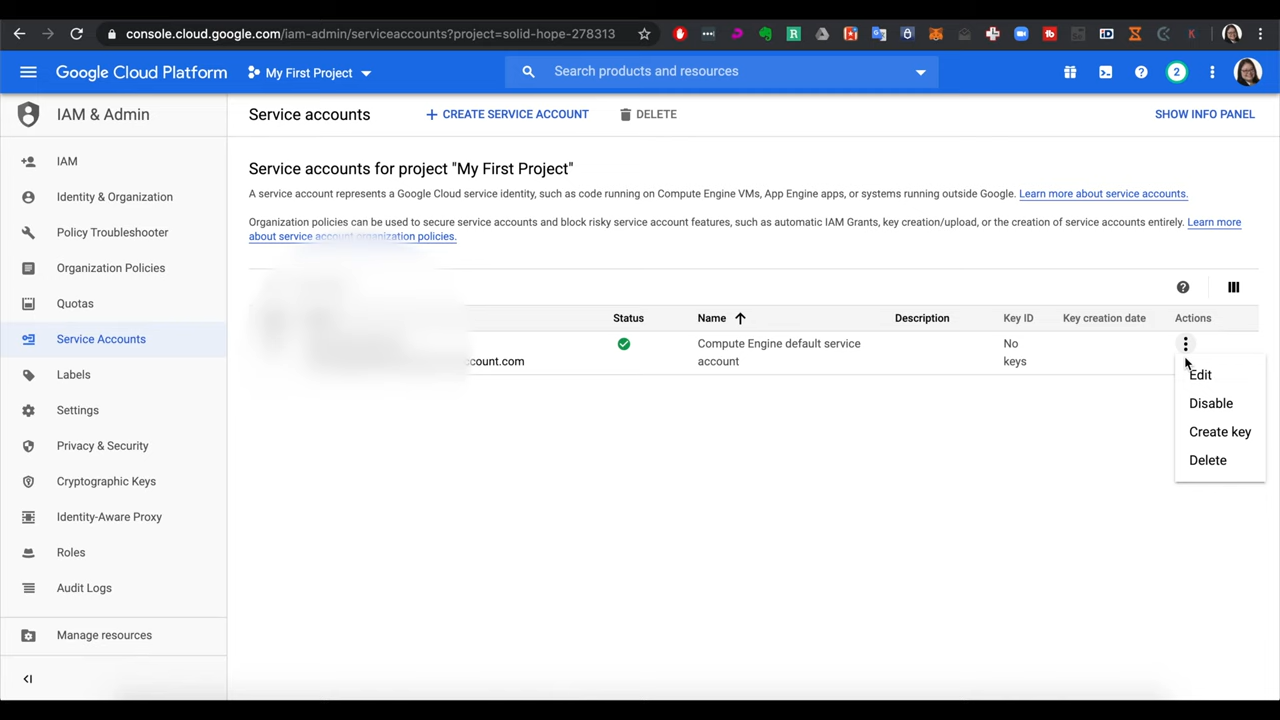 console.cloud.google.com/iam-admin/serviceaccounts?project=solid-hope-278313
Google Cloud Platform
My First Project
Search products and resources
2
IAM & Admin
Service accounts
CREATE SERVICE ACCOUNT
DELETE
SHOW INFO PANEL
IAM
Identity & Organization
Policy Troubleshooter
Organization Policies
Quotas
Service Accounts
Labels
Settings
Privacy & Security
Cryptographic Keys
Identity-Aware Proxy
Roles
Audit Logs
Manage resources
Service accounts for project "My First Project"
A service account represents a Google Cloud service identity, such as code running on Compute Engine VMs, App Engine apps, or systems running outside Google. Learn more about service accounts.
Organization policies can be used to secure service accounts and block risky service account features, such as automatic IAM Grants, key creation/upload, or the creation of service accounts entirely. Learn more
about service account organization policies.
Status Name Description Key ID Key creation date Actions
Compute Engine default service No
count.com account keys
Edit
Disable
Create key
Delete